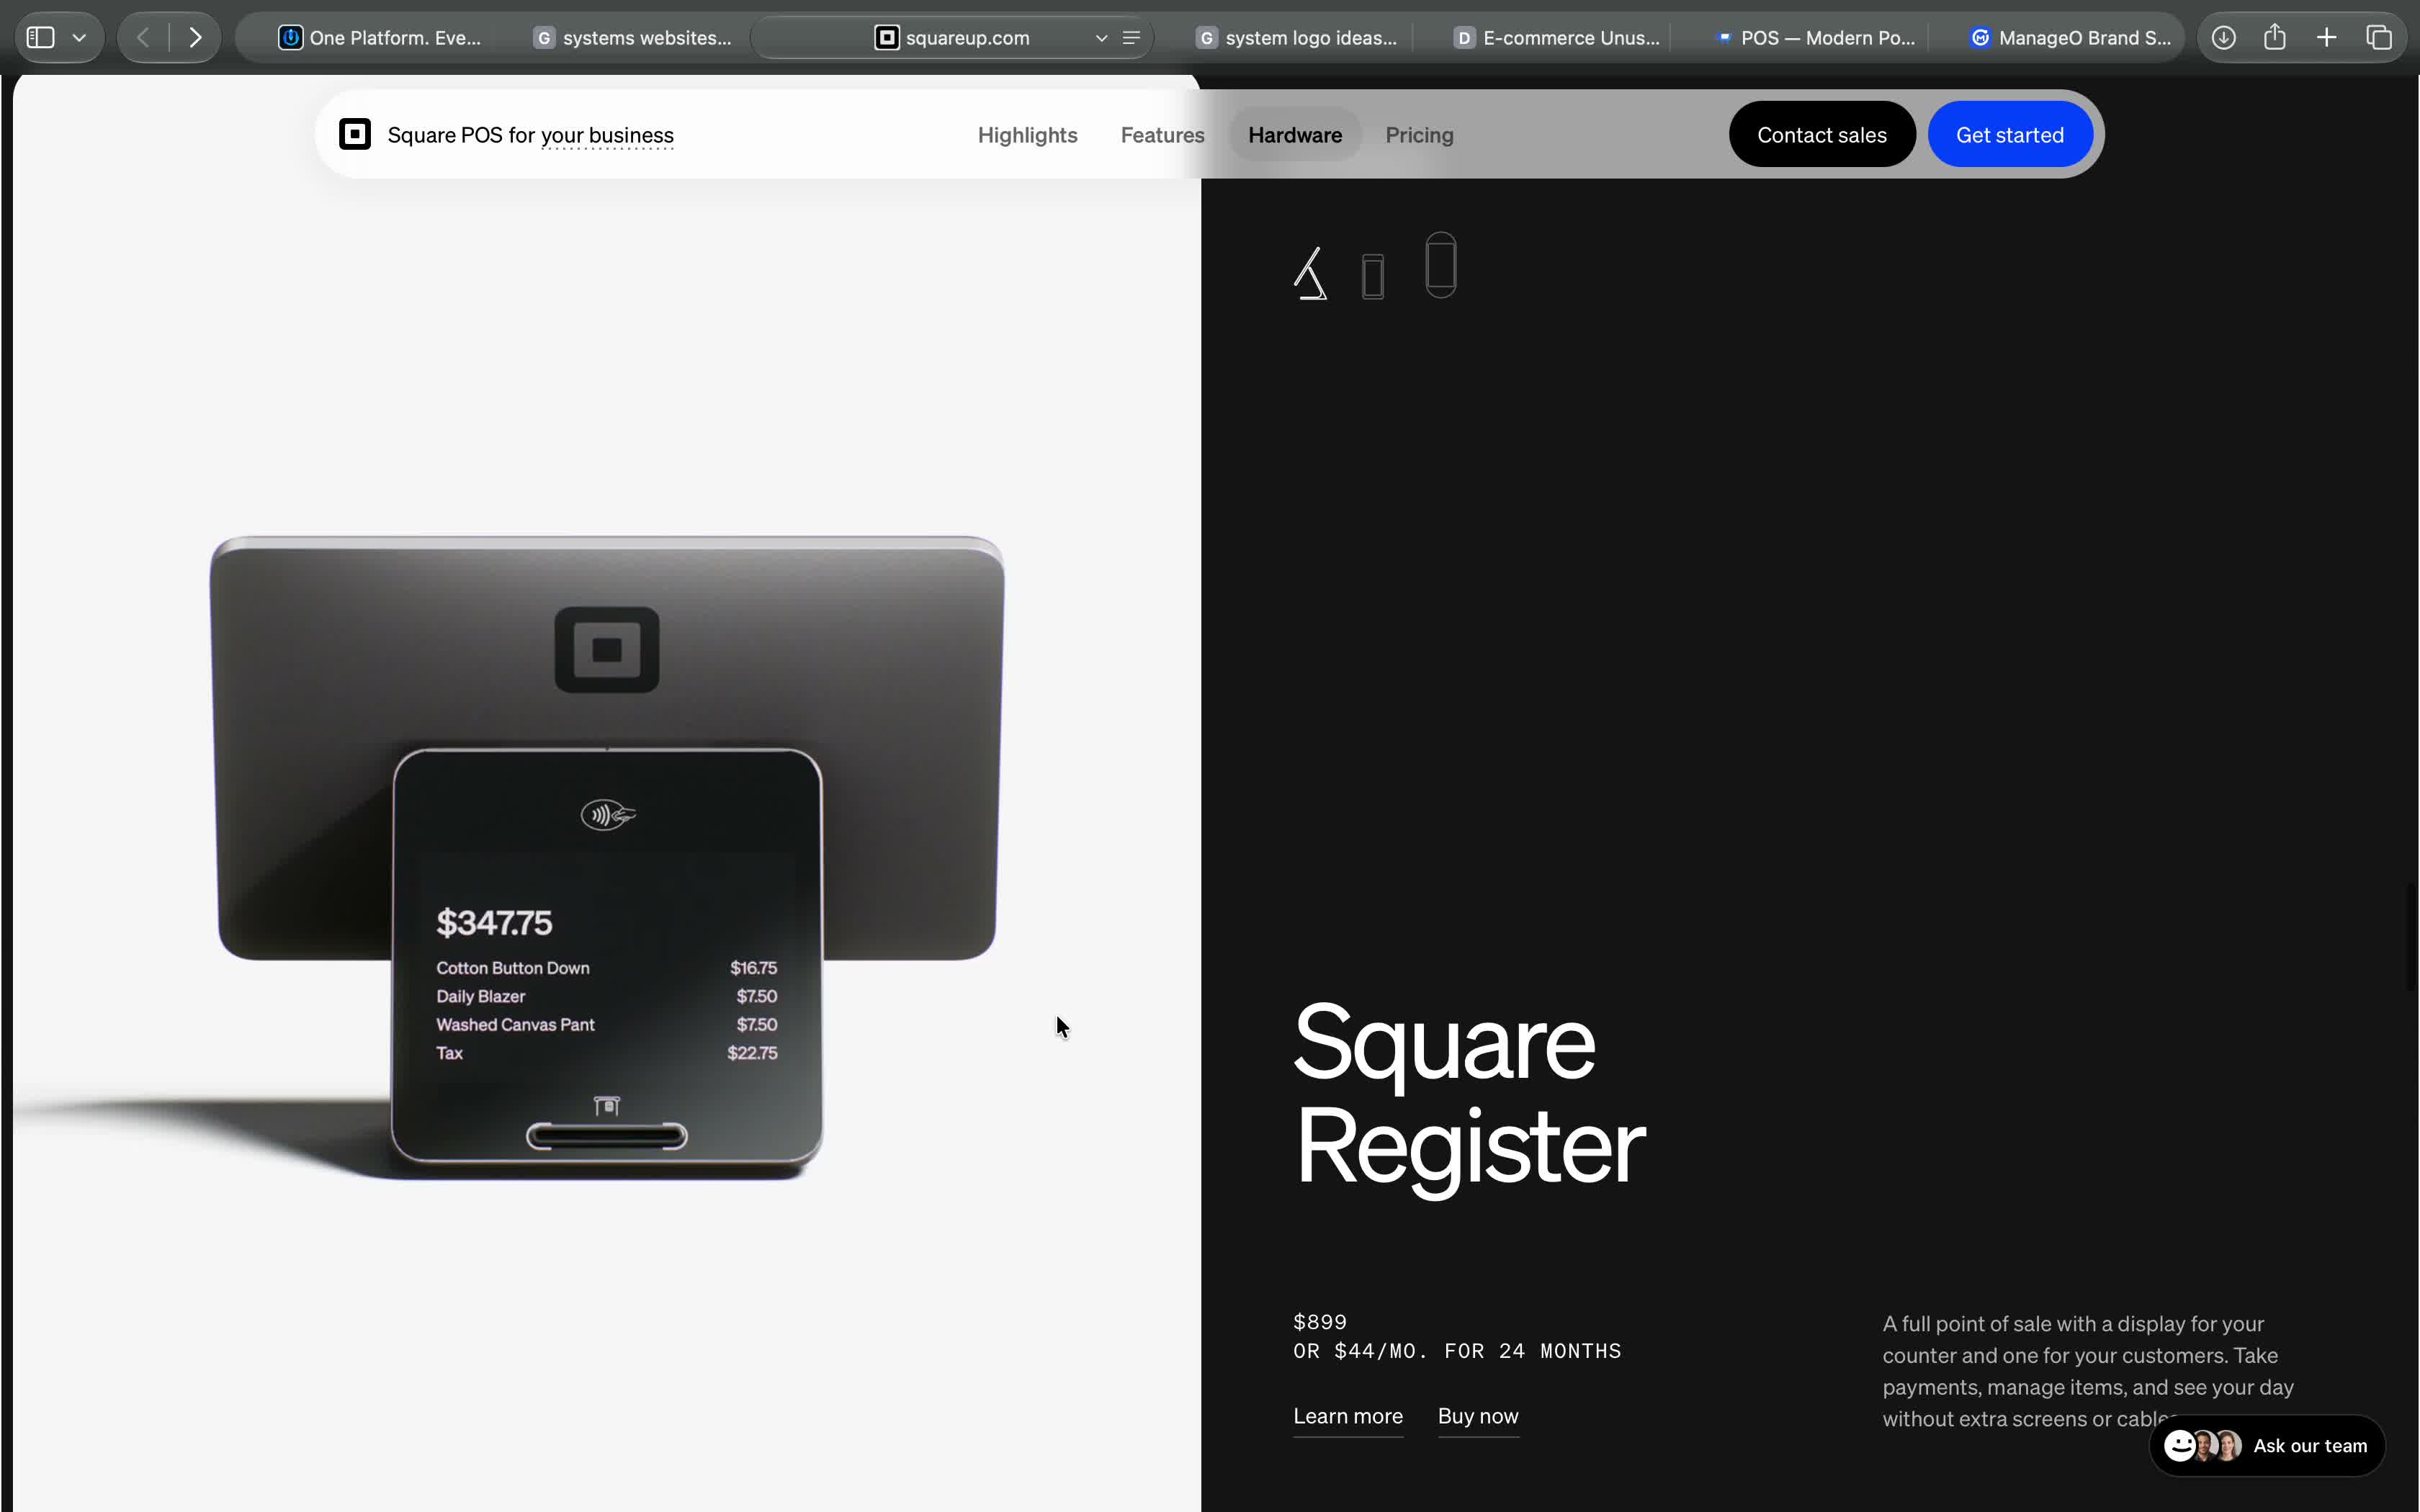 One Platform. Eve...
G systems websites...
squareup.com
G system logo ideas...
D E-commerce Unus...
POS — Modern Po...
ManageO Brand S...
Square POS for your business
Highlights
Features
Hardware
Pricing
Contact sales
Get started
$347.75
Cotton Button Down $16.75
Daily Blazer $7.50
Washed Canvas Pant $7.50
Tax $22.75
Square
Register
$899
OR $44/MO. FOR 24 MONTHS
Learn more
Buy now
A full point of sale with a display for your
counter and one for your customers. Take
payments, manage items, and see your day
without extra screens or cables
Ask our team